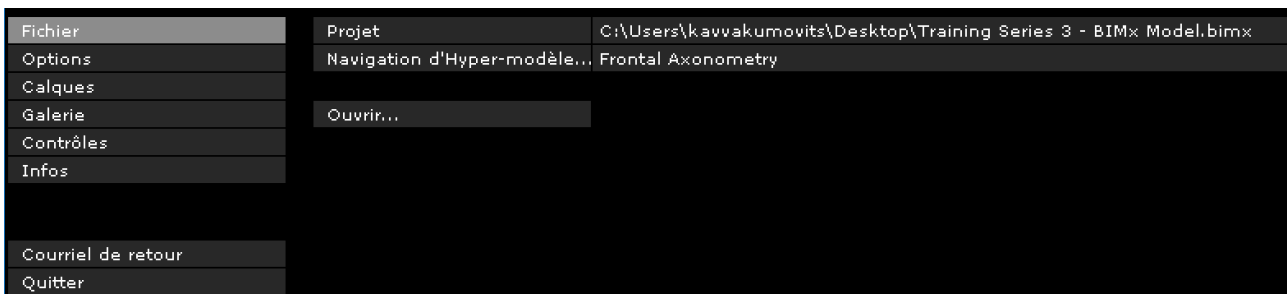 Fichier
Projet
C:\Users\kavvakumovits\Desktop\Training Series 3 - BIMx Model.bimx
Options
Navigation d'Hyper-modèle...
Frontal Axonometry
Calques
Galerie
Ouvrir...
Contrôles
Infos
Courriel de retour
Quitter